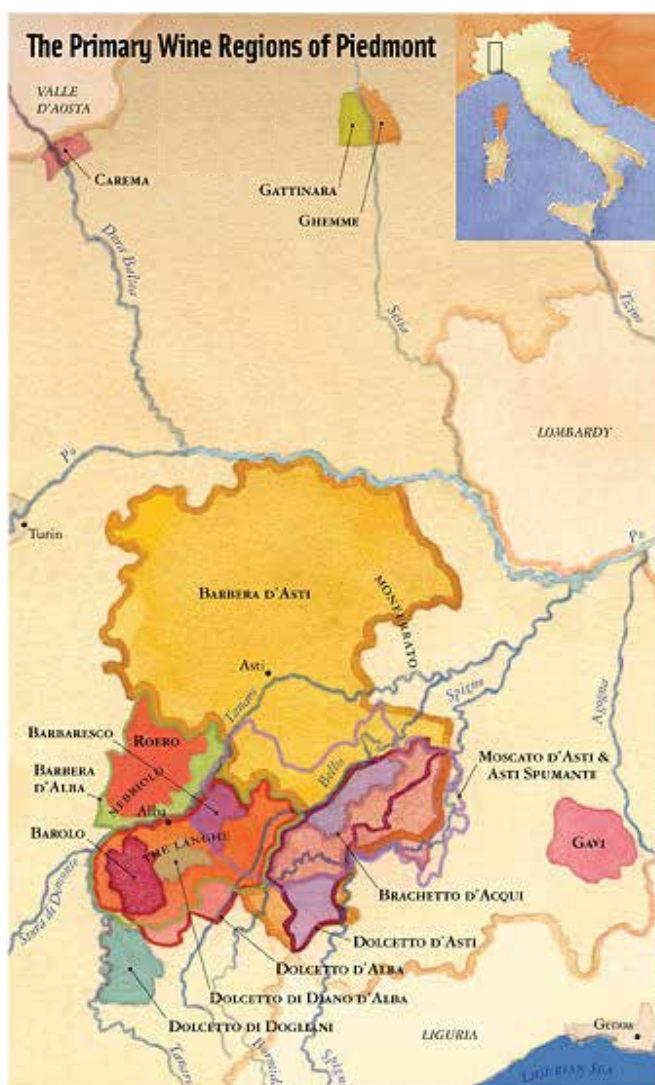 The Primary Wine Regions of Piedmont
VALLE
D'AOSTA
CAREMA
GATTINARA
GHEMME
Dora Baltea
Sesia
Ticino
LOMBARDY
Po
Turin
Po
BARBERA D'ASTI
MONFERRATO
Asti
Tanaro
Spigno
BARBARESCO
ROERO
Belbo
MOSCATO D'ASTI &
ASTI SPUMANTE
BARBERA
D'ALBA
NEBBIOLO
Alba
BAROLO
THE LANGHE
GAVI
BRACHETTO D'ACQUI
Stura di Demonte
DOLCETTO D'ASTI
DOLCETTO D'ALBA
DOLCETTO DI DIANO D'ALBA
DOLCETTO DI DOGLIANI
LIGURIA
Genoa
Tanaro
Spigno
LIGURIAN SEA